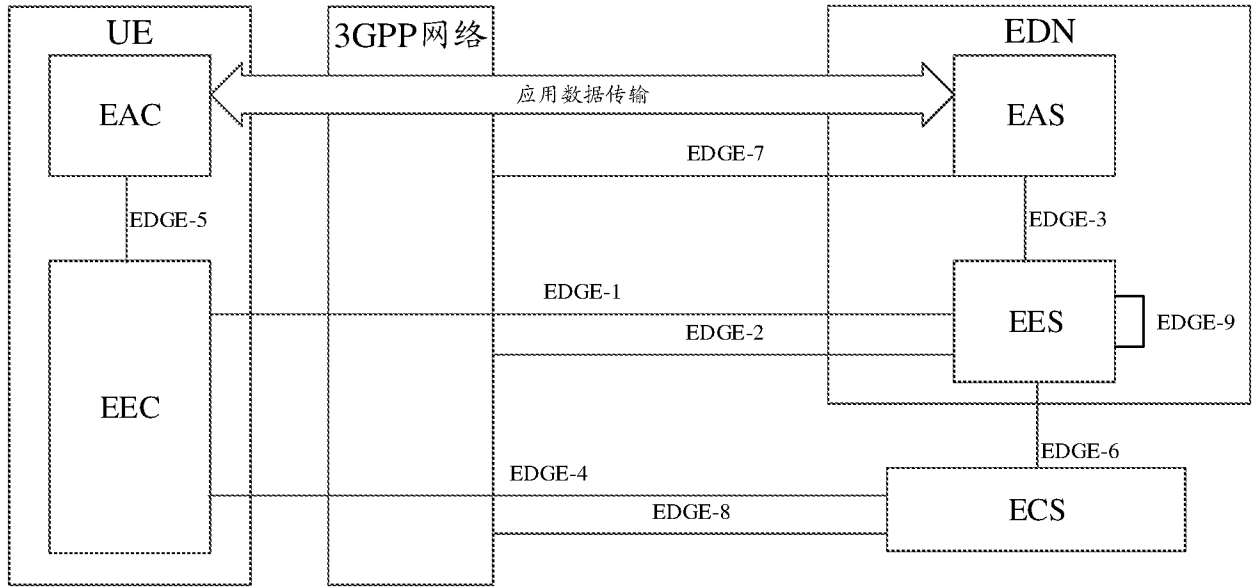 UE
3GPP网络
EDN
EAC
应用数据传输
EAS
EDGE-7
EDGE-5
EDGE-3
EDGE-1
EES
EDGE-9
EDGE-2
EEC
EDGE-6
EDGE-4
ECS
EDGE-8